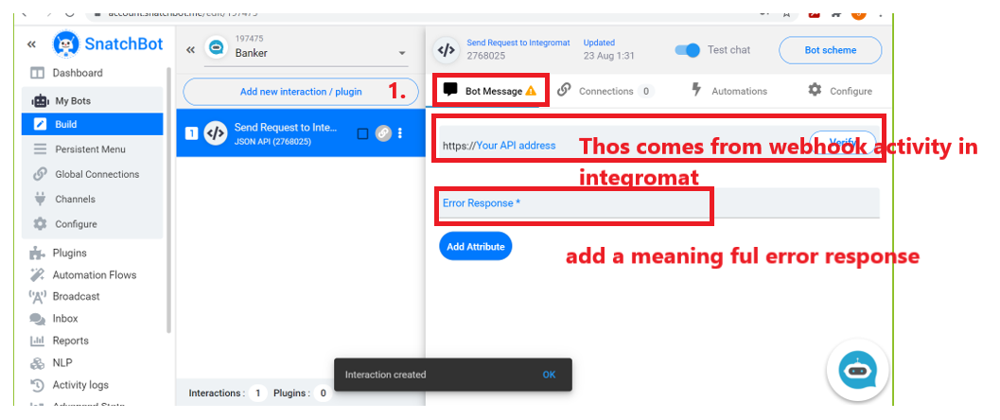 account.snatchbot.me/edit/197475
SnatchBot
Dashboard
My Bots
Build
Persistent Menu
Global Connections
Channels
Configure
Plugins
Automation Flows
Broadcast
Inbox
Reports
NLP
Activity logs
Advanced Stats
197475
Banker
Add new interaction / plugin
1.
1
Send Request to Inte...
JSON API (2768025)
Interactions : 1 Plugins : 0
Send Request to Integromat
2768025
Updated
23 Aug 1:31
Test chat
Bot scheme
Bot Message
Connections 0
Automations
Configure
https://Your API address
Verify
Thos comes from webhook activity in
integromat
Error Response *
Add Attribute
add a meaning ful error response
Interaction created
OK